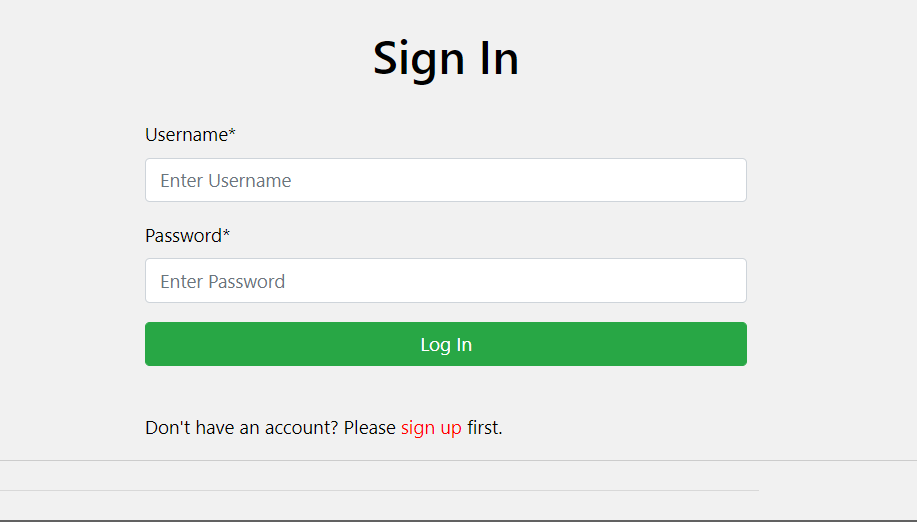 Sign In
Username*
Enter Username
Password*
Enter Password
Log In
Don't have an account? Please sign up first.